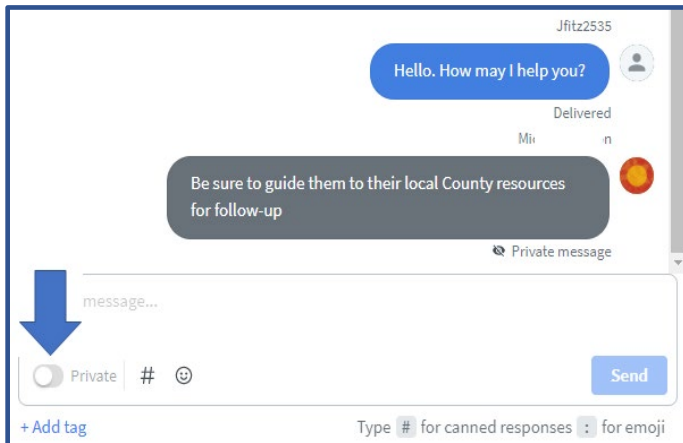 Jfitz2535
Hello. How may I help you?
Delivered
Be sure to guide them to their local County resources
for follow-up
Private message
message...
Private # Send
+ Add tag Type # for canned responses : for emoji